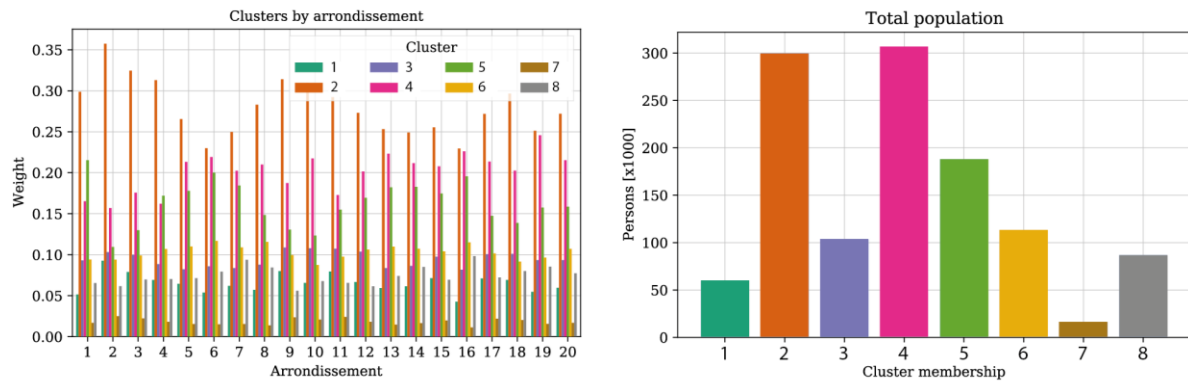 Clusters by arrondissement
Weight
0.35
0.30
0.25
0.20
0.15
0.10
0.05
0.00
Cluster
1 3 5 7
2 4 6 8
1 2 3 4 5 6 7 8 9 10 11 12 13 14 15 16 17 18 19 20
Arrondissement
Total population
Persons [x1000]
300
250
200
150
100
50
0
1 2 3 4 5 6 7 8
Cluster membership